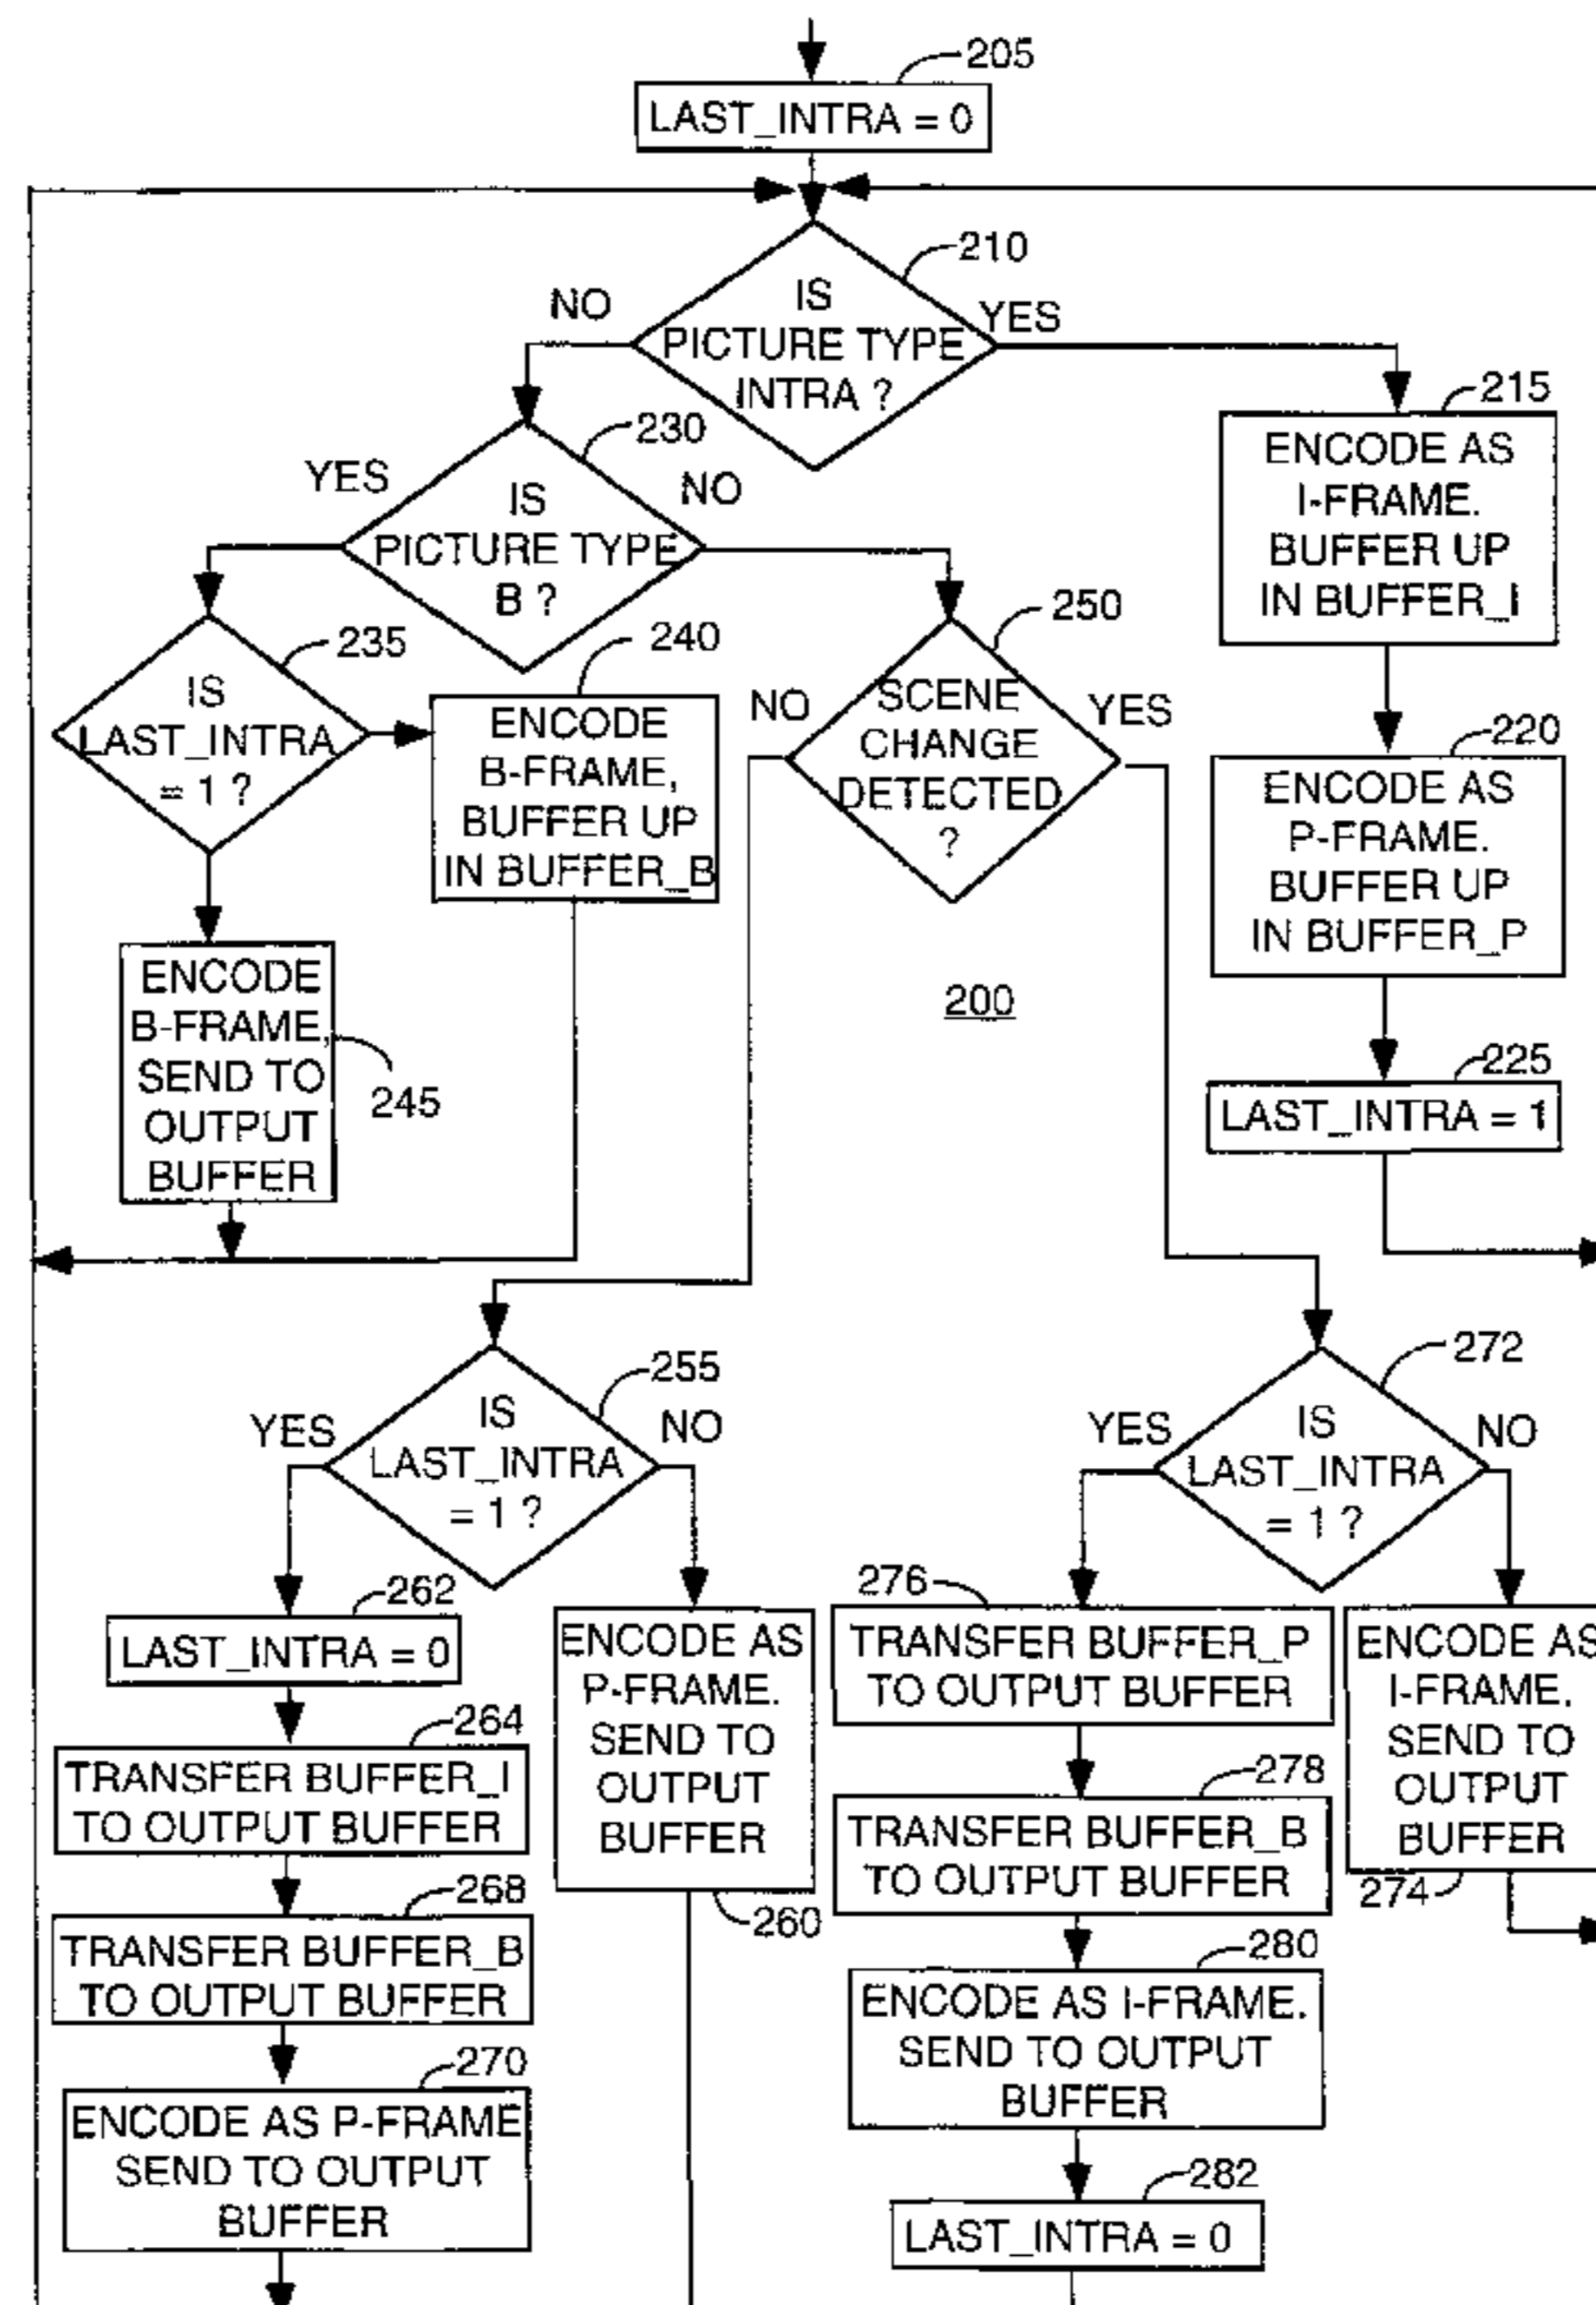 205
LAST_INTRA = 0
210
NO
IS
PICTURE TYPE
INTRA ?
YES
215
ENCODE AS
I-FRAME.
BUFFER UP
IN BUFFER_I
230
YES
IS
PICTURE TYPE
B ?
NO
235
IS
LAST_INTRA
= 1 ?
240
ENCODE
B-FRAME,
BUFFER UP
IN BUFFER_B
250
NO
SCENE
CHANGE
DETECTED
?
YES
220
ENCODE AS
P-FRAME.
BUFFER UP
IN BUFFER_P
ENCODE
B-FRAME,
SEND TO
OUTPUT
BUFFER
245
200
225
LAST_INTRA = 1
255
YES
IS
LAST_INTRA
= 1 ?
NO
272
YES
IS
LAST_INTRA
= 1 ?
NO
262
LAST_INTRA = 0
264
TRANSFER BUFFER_I
TO OUTPUT BUFFER
268
TRANSFER BUFFER_B
TO OUTPUT BUFFER
270
ENCODE AS P-FRAME
SEND TO OUTPUT
BUFFER
ENCODE AS
P-FRAME.
SEND TO
OUTPUT
BUFFER
260
276
TRANSFER BUFFER_P
TO OUTPUT BUFFER
278
TRANSFER BUFFER_B
TO OUTPUT BUFFER
280
ENCODE AS I-FRAME.
SEND TO OUTPUT
BUFFER
282
LAST_INTRA = 0
ENCODE AS
I-FRAME.
SEND TO
OUTPUT
BUFFER
274